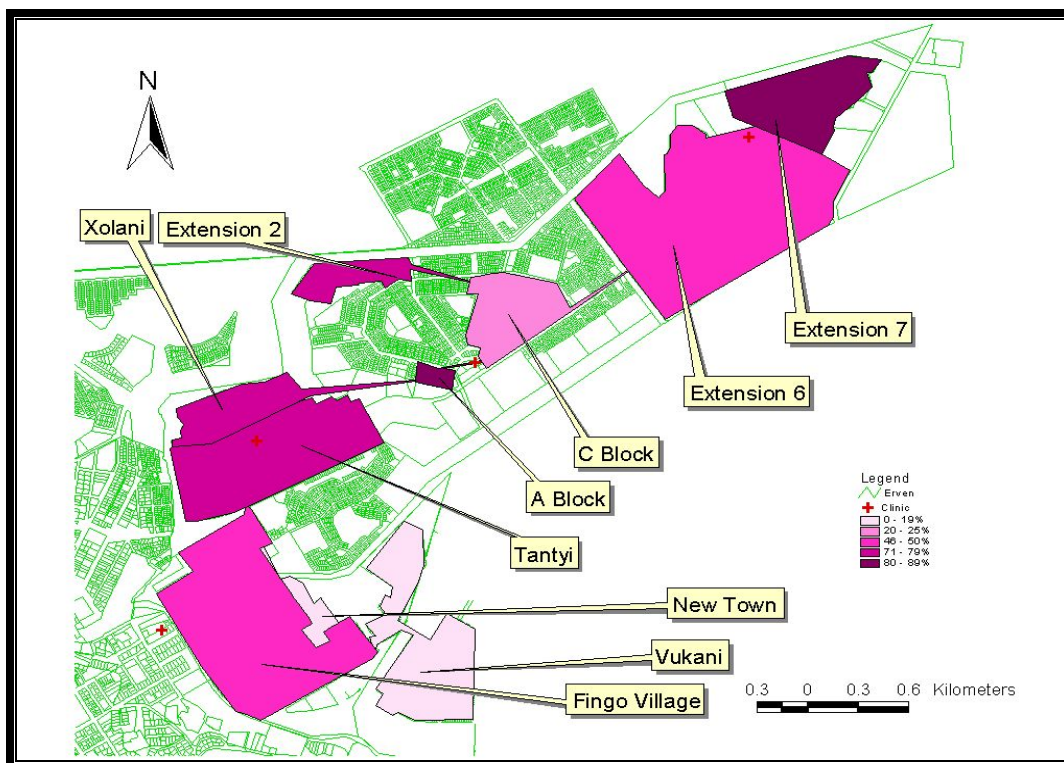 N
Xolani
Extension 2
Extension 7
Extension 6
C Block
A Block
Tantyi
New Town
Vukani
Fingo Village
Legend
Erven
Clinic
0 - 19%
20 - 25%
46 - 50%
71 - 79%
80 - 89%
0.3 0 0.3 0.6 Kilometers